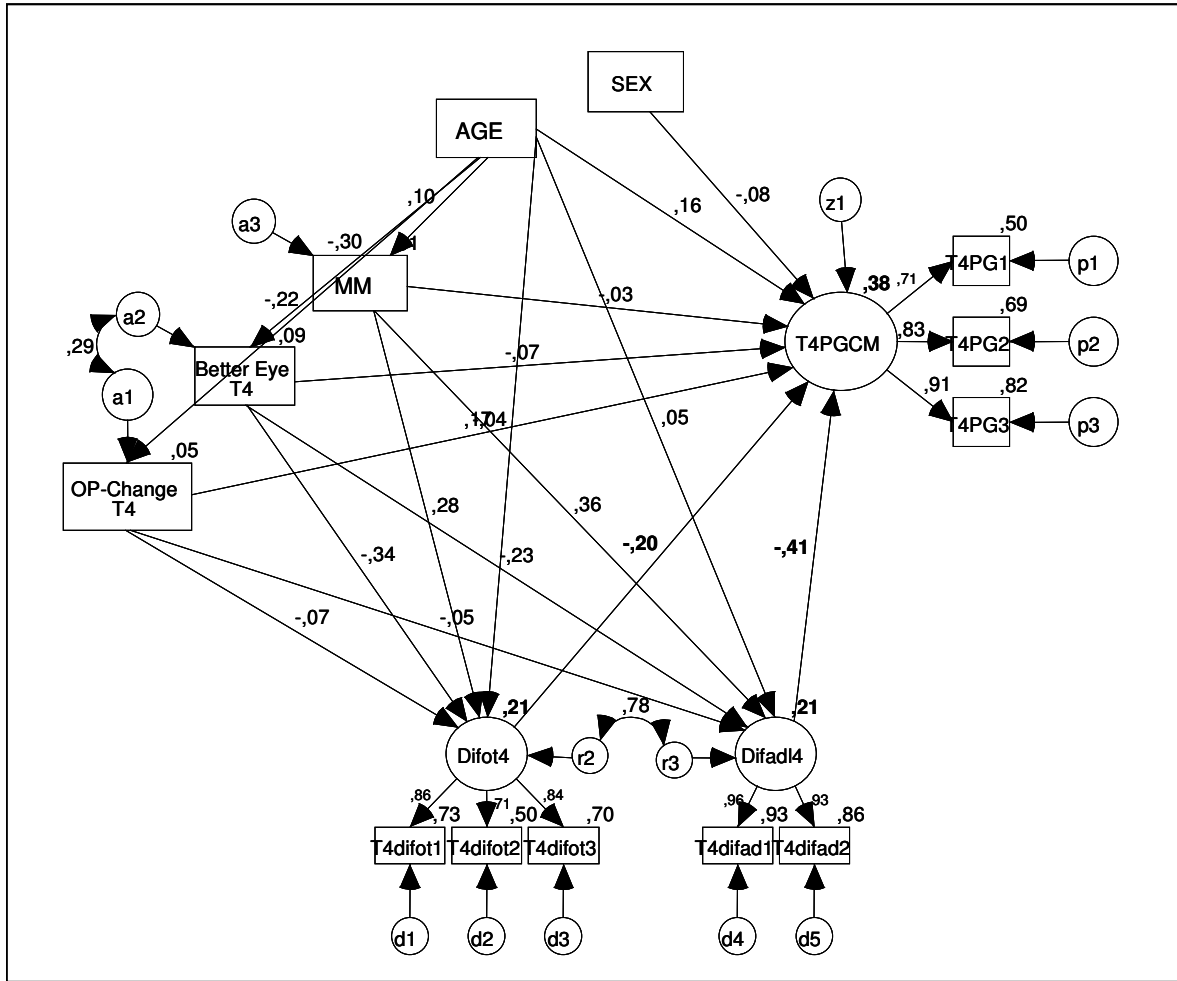 SEX
AGE
,10
a3
-,30
MM
,16
-,08
z1
,50
T4PG1
p1
,38
,71
-,22
-,03
a2
,29
,09
Better Eye
T4
-,07
T4PGCM
,83
,69
T4PG2
p2
a1
,91
,82
T4PG3
p3
,05
,05
OP-Change
T4
,28
,36
-,34
-,23
-,20
-,41
-,07
-,05
,21
,78
,21
Difot4
r2
r3
Difadl4
,86
,73
,71
,50
,84
,70
,96
,93
,93
,86
T4difot1
T4difot2
T4difot3
T4difad1
T4difad2
d1
d2
d3
d4
d5